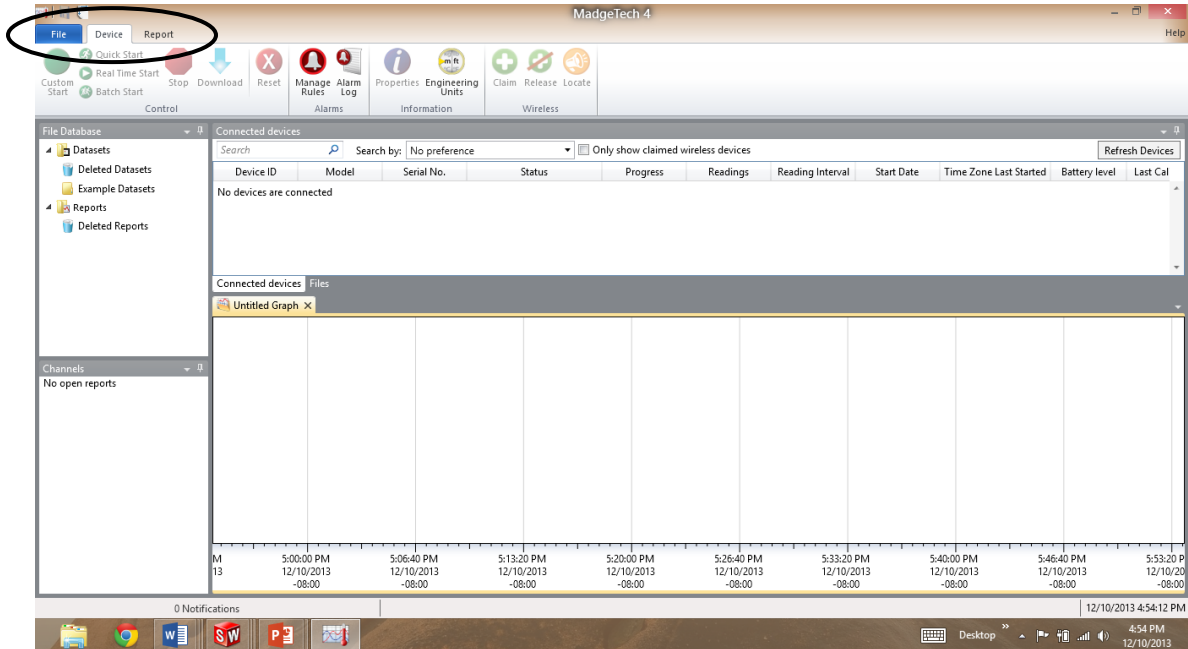 MadgeTech 4
File Device Report Help
Custom Start
Quick Start
Real Time Start
Batch Start
Stop
Download
Reset
Manage Rules
Alarm Log
Properties
Engineering Units
Claim
Release
Locate
Control Alarms Information Wireless
File Database
Datasets
Deleted Datasets
Example Datasets
Reports
Deleted Reports
Connected devices
Search Search by: No preference Only show claimed wireless devices Refresh Devices
Device ID Model Serial No. Status Progress Readings Reading Interval Start Date Time Zone Last Started Battery level Last Cal
No devices are connected
Connected devices Files
Untitled Graph
Channels
No open reports
M 5:00:00 PM 5:06:40 PM 5:13:20 PM 5:20:00 PM 5:26:40 PM 5:33:20 PM 5:40:00 PM 5:46:40 PM 5:53:20 P
13 12/10/2013 12/10/2013 12/10/2013 12/10/2013 12/10/2013 12/10/2013 12/10/2013 12/10/2013 12/10/20
-08:00 -08:00 -08:00 -08:00 -08:00 -08:00 -08:00 -08:00 -08:00
0 Notifications 12/10/2013 4:54:12 PM
Desktop 4:54 PM
12/10/2013